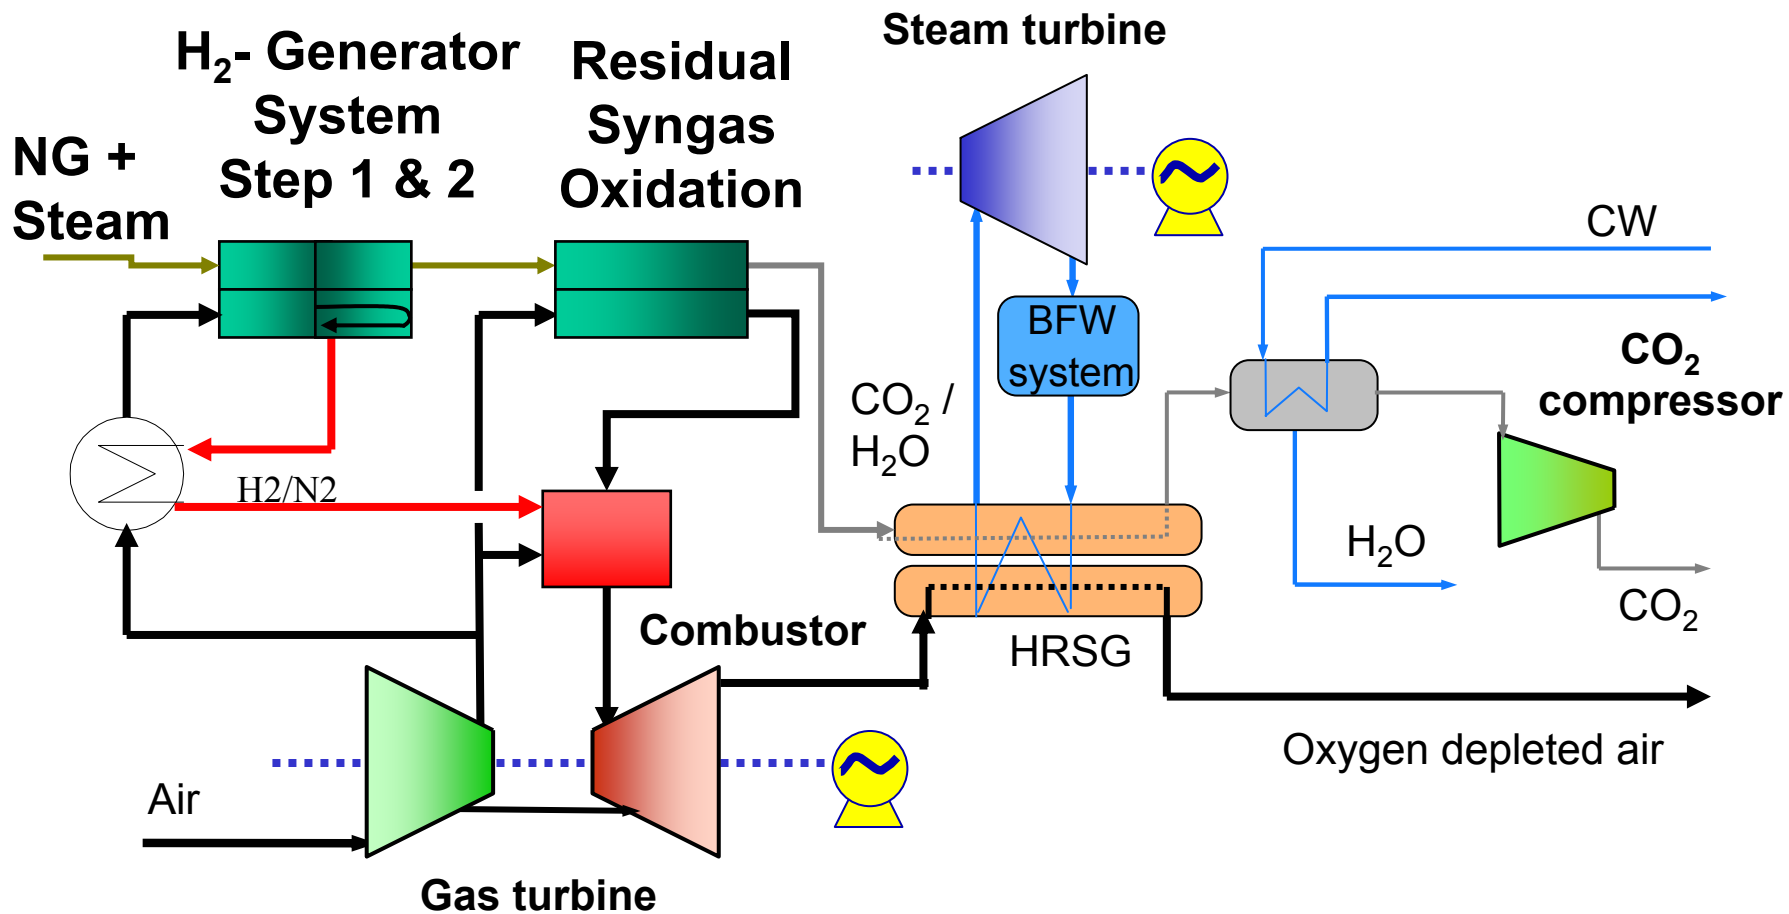 Steam turbine
H₂- Generator
System
Step 1 & 2
Residual
Syngas
Oxidation
NG +
Steam
CW
BFW
system
CO₂
compressor
CO₂ /
H₂O
H2/N2
H₂O
CO₂
Combustor
HRSG
Oxygen depleted air
Air
Gas turbine